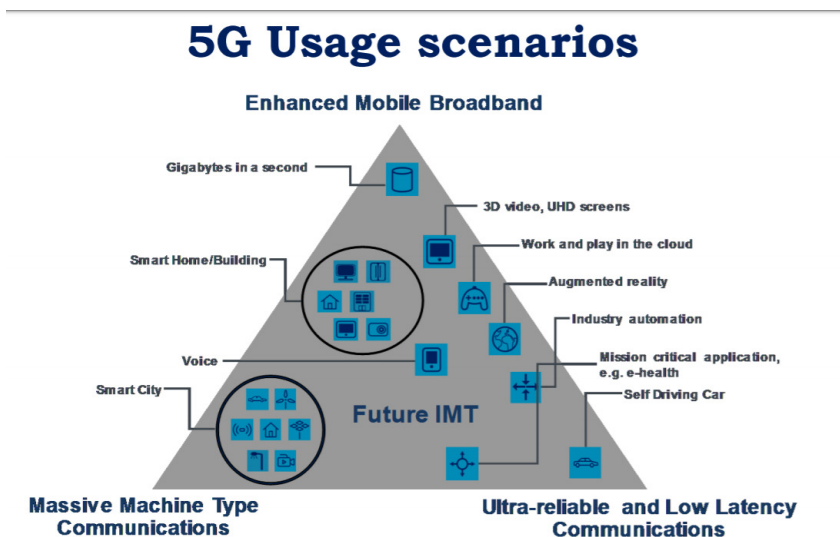 5G Usage scenarios
Enhanced Mobile Broadband
Gigabytes in a second
3D video, UHD screens
Work and play in the cloud
Smart Home/Building
Augmented reality
Industry automation
Voice
Mission critical application,
e.g. e-health
Smart City
Self Driving Car
Future IMT
Massive Machine Type
Communications
Ultra-reliable and Low Latency
Communications